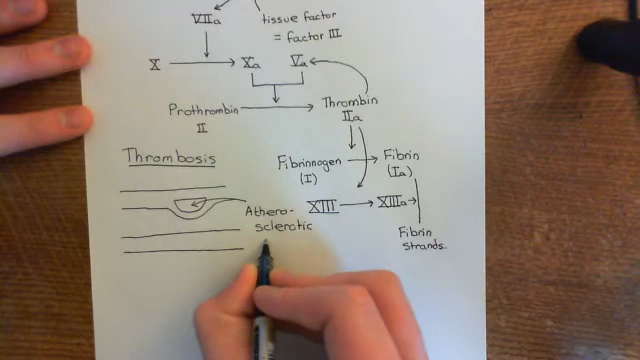 VIIa
tissue factor
= factor III
X
Xa
Va
Prothrombin
II
Thrombin
IIa
Thrombosis
Fibrinnogen
(I)
Fibrin
(Ia)
XIII
XIIIa
Athero-
sclerotic
Fibrin
strands.